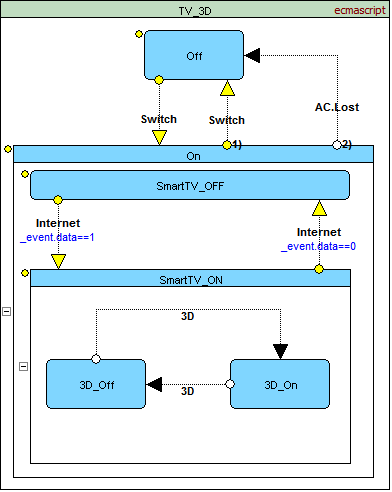 TV_3D
ecmascript
Off
Switch
Switch
AC.Lost
1)
2)
On
SmartTV_OFF
Internet
_event.data==1
Internet
_event.data==0
SmartTV_ON
3D
3D_Off
3D_On
3D